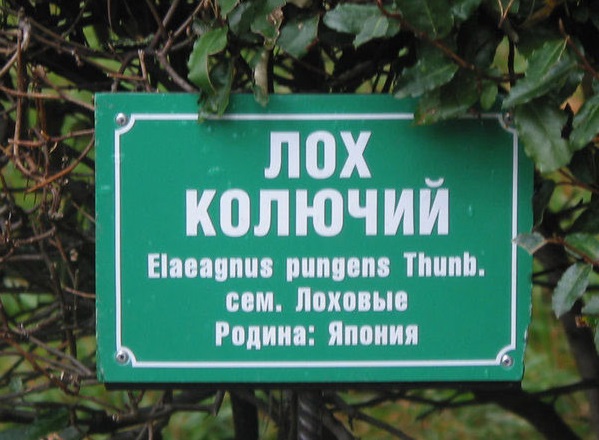 ЛОХ
КОЛЮЧИЙ
Elaeagnus pungens Thunb.
сем. Лоховые
Родина: Япония